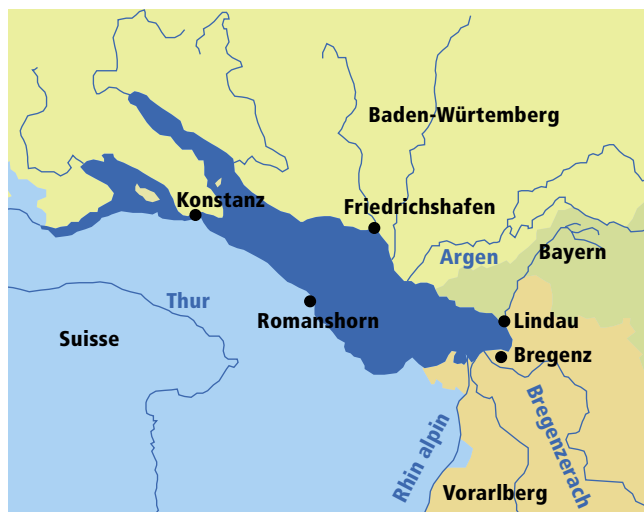 Baden-Würtemberg
Konstanz
Friedrichshafen
Argen
Bayern
Thur
Romanshorn
Lindau
Suisse
Bregenz
Rhin alpin
Bregenzerach
Vorarlberg